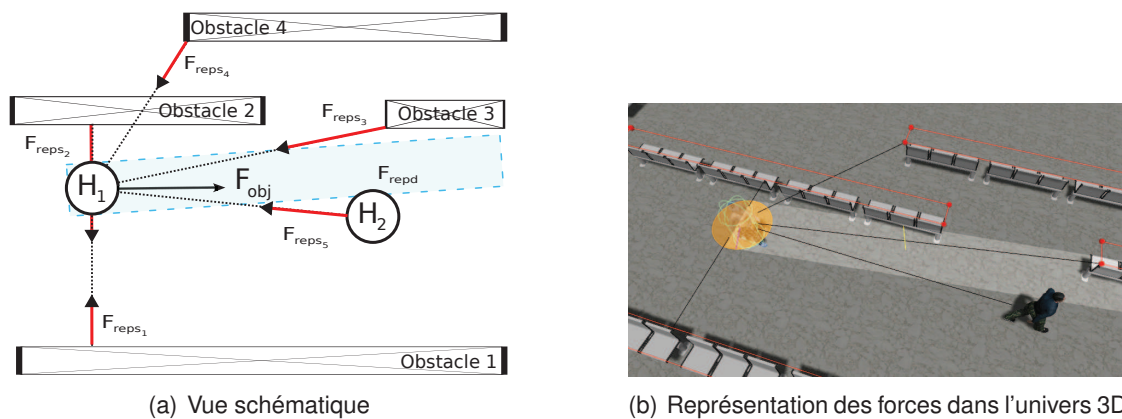 Obstacle 4
F_reps_4
Obstacle 2
Obstacle 3
F_reps_3
F_reps_2
F_repd
H_1
F_obj
H_2
F_reps_5
F_reps_1
Obstacle 1
(a) Vue schématique
(b) Représentation des forces dans l'univers 3D